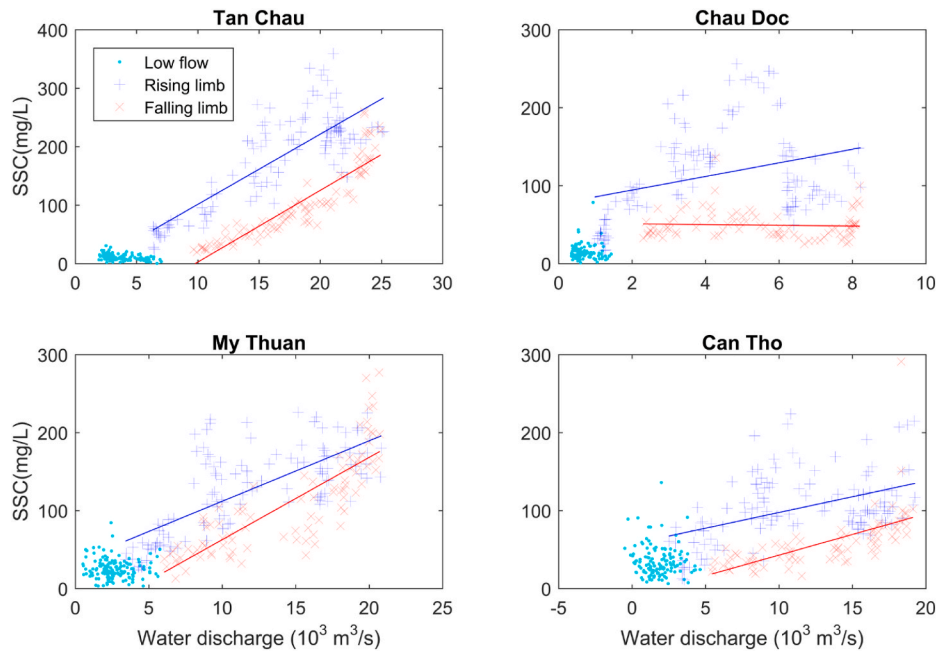 Tan Chau
Chau Doc
400
300
200
100
0
SSC(mg/L)
Low flow
Rising limb
Falling limb
0 5 10 15 20 25 30
300
200
100
0
0 2 4 6 8 10
My Thuan
Can Tho
300
200
100
0
SSC(mg/L)
0 5 10 15 20 25
Water discharge (10³ m³/s)
300
200
100
0
-5 0 5 10 15 20
Water discharge (10³ m³/s)